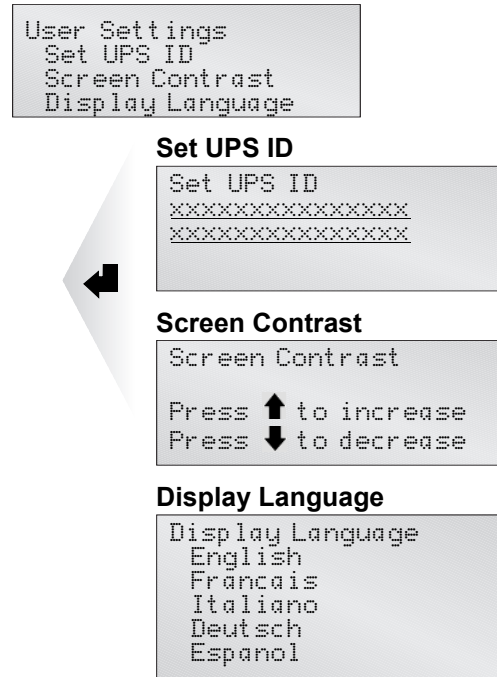 User Settings
Set UPS ID
Screen Contrast
Display Language
Set UPS ID
Set UPS ID
xxxxxxxxxxxxxxx
xxxxxxxxxxxxxxx
Screen Contrast
Screen Contrast
Press ⬆ to increase
Press ⬇ to decrease
Display Language
Display Language
English
Francais
Italiano
Deutsch
Espanol